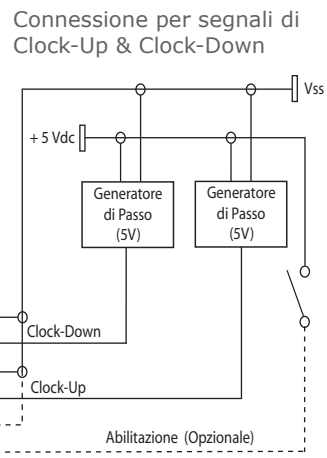 Connessione per segnali di
Clock-Up & Clock-Down
Vss
+ 5 Vdc
Generatore
di Passo
(5V)
Generatore
di Passo
(5V)
Clock-Down
Clock-Up
Abilitazione (Opzionale)